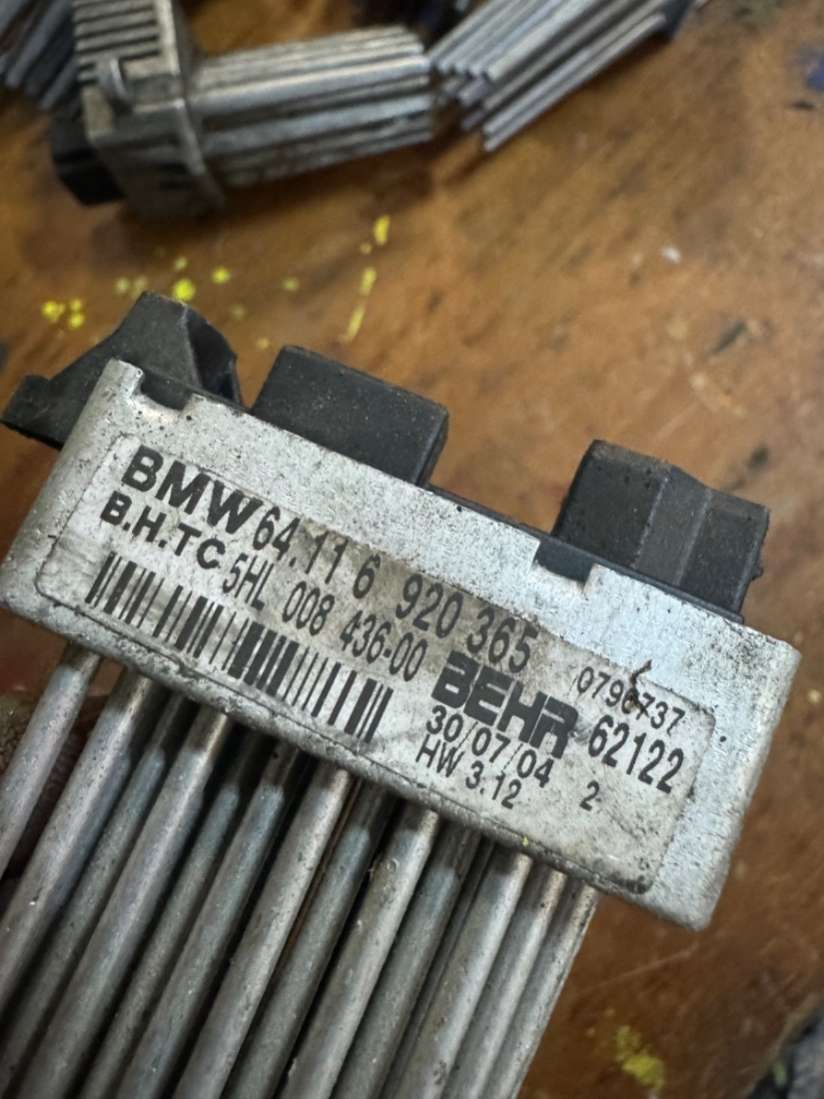 BMW 64.11 6 920 365
B.H.T C 5HL 008 436-00
BEHR
0796737
62122
30/07/04
HW 3.12 2